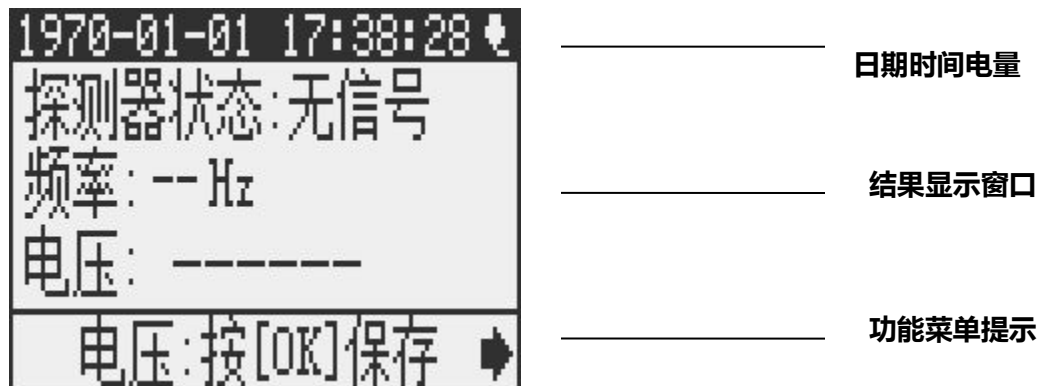 1970-01-01 17:38:28
日期时间电量
探测器状态:无信号
频率: --Hz
结果显示窗口
电压: ------
电压:按[OK]保存
功能菜单提示